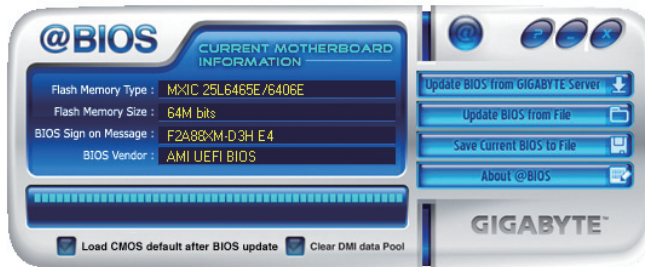 @BIOS
CURRENT MOTHERBOARD
INFORMATION
Flash Memory Type : MXIC 25L6465E/6406E
Flash Memory Size : 64M bits
BIOS Sign on Message : F2A88XM-D3H E4
BIOS Vendor : AMI UEFI BIOS
Load CMOS default after BIOS update
Clear DMI data Pool
@
? - X
Update BIOS from GIGABYTE Server
Update BIOS from File
Save Current BIOS to File
About @BIOS
GIGABYTE™